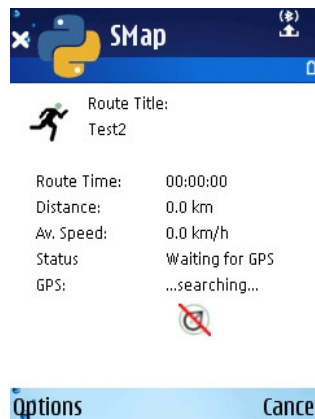 SMap
Route Title:
Test2
Route Time: 00:00:00
Distance: 0.0 km
Av. Speed: 0.0 km/h
Status Waiting for GPS
GPS: ...searching...
Options Cance